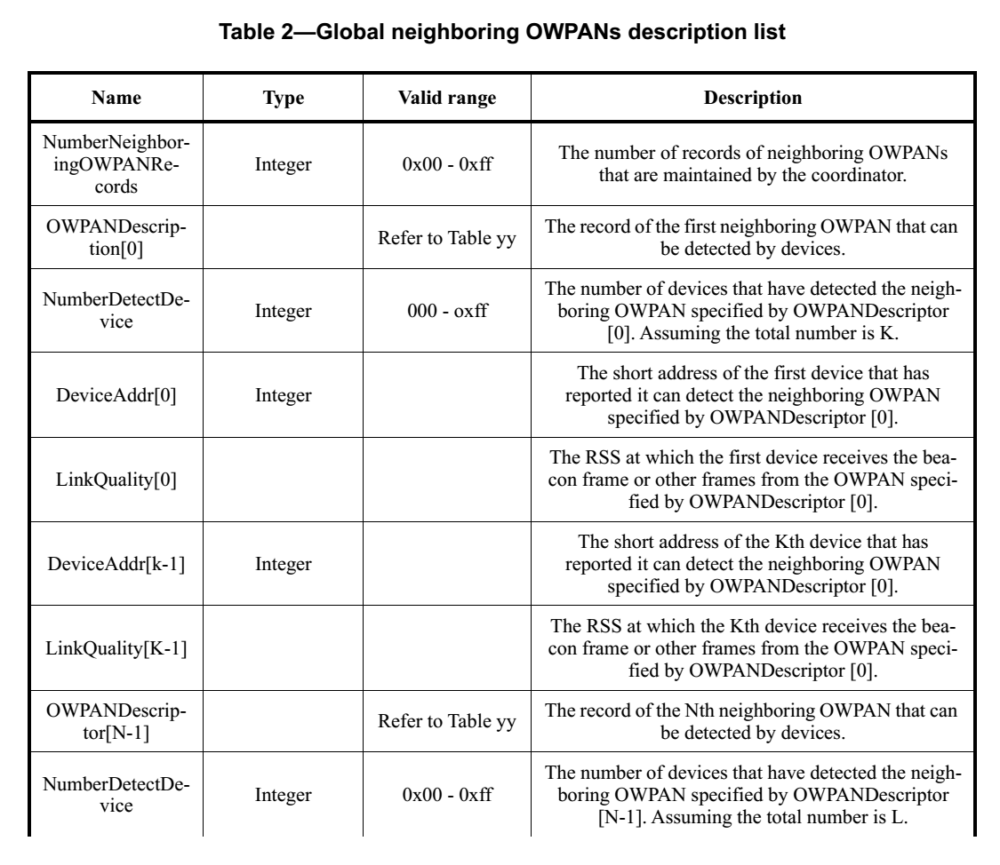 Table 2—Global neighboring OWPANs description list
Name Type Valid range Description
NumberNeighbor-
ingOWPANRe-
cords
Integer
0x00 - 0xff
The number of records of neighboring OWPANs
that are maintained by the coordinator.
OWPANDescrip-
tion[0]
Refer to Table yy
The record of the first neighboring OWPAN that can
be detected by devices.
NumberDetectDe-
vice
Integer
000 - oxff
The number of devices that have detected the neigh-
boring OWPAN specified by OWPANDescriptor
[0]. Assuming the total number is K.
DeviceAddr[0]
Integer
The short address of the first device that has
reported it can detect the neighboring OWPAN
specified by OWPANDescriptor [0].
LinkQuality[0]
The RSS at which the first device receives the bea-
con frame or other frames from the OWPAN speci-
fied by OWPANDescriptor [0].
DeviceAddr[k-1]
Integer
The short address of the Kth device that has
reported it can detect the neighboring OWPAN
specified by OWPANDescriptor [0].
LinkQuality[K-1]
The RSS at which the Kth device receives the bea-
con frame or other frames from the OWPAN speci-
fied by OWPANDescriptor [0].
OWPANDescrip-
tor[N-1]
Refer to Table yy
The record of the Nth neighboring OWPAN that can
be detected by devices.
NumberDetectDe-
vice
Integer
0x00 - 0xff
The number of devices that have detected the neigh-
boring OWPAN specified by OWPANDescriptor
[N-1]. Assuming the total number is L.